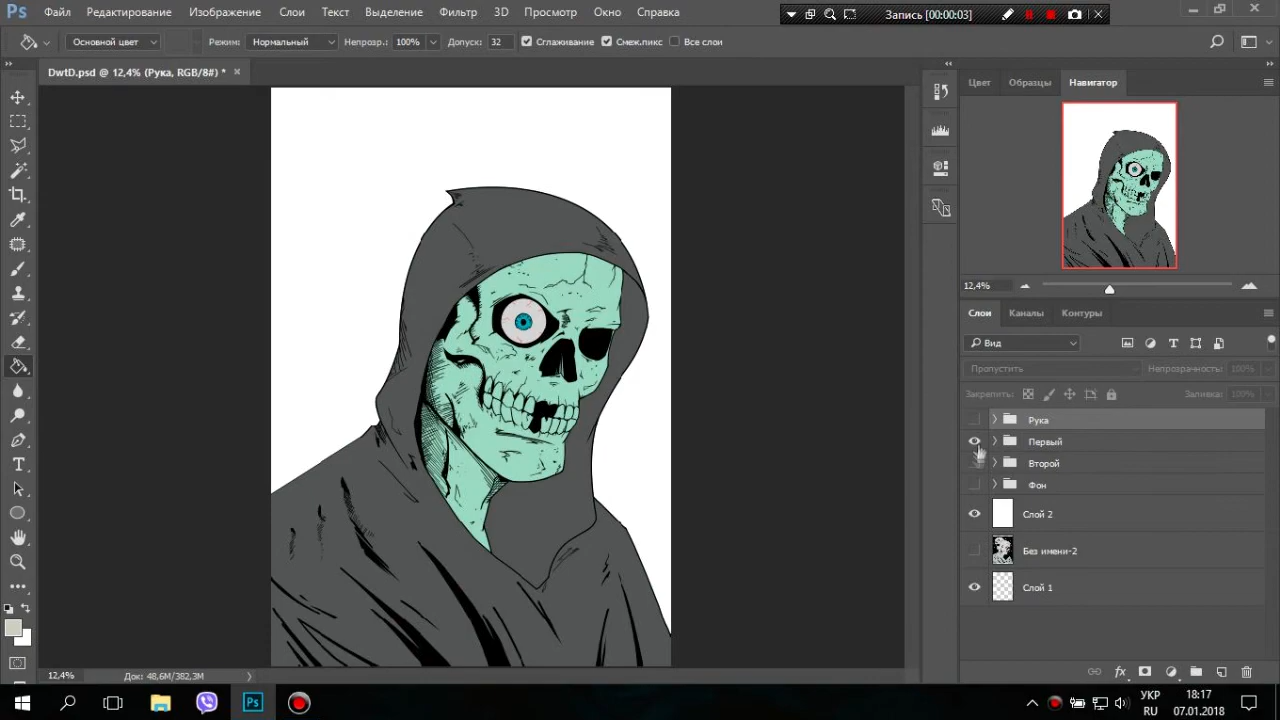 Ps Файл Редактирование Изображение Слои Текст Выделение Фильтр 3D Просмотр Окно Справка
Запись [00:00:03]
Основной цвет Режим: Нормальный Непрозр.: 100% Допуск: 32 Сглаживание Смеж.пикс Все слои
DwtD.psd @ 12,4% (Рука, RGB/8#) * ×
Цвет Образцы Навигатор
12,4%
Слои Каналы Контуры
Вид
Пропустить Непрозрачность: 100%
Закрепить: Заливка: 100%
Рука
Первый
Второй
Фон
Слой 2
Без имени-2
Слой 1
12,4% Док: 48,6M/382,3M
fx
Ps
УКР
RU
18:17
07.01.2018